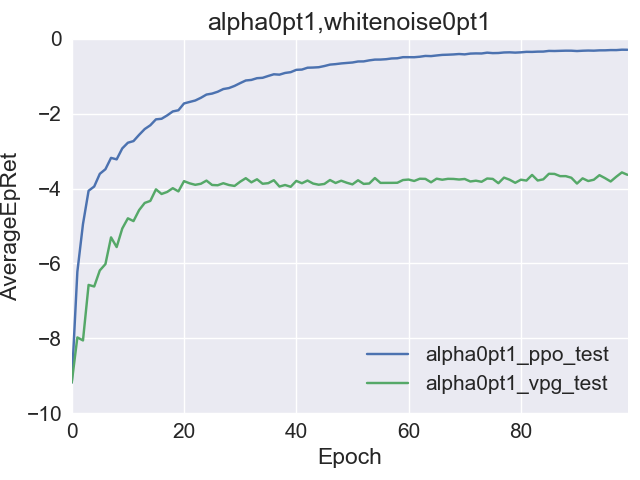 alpha0pt1,whitenoise0pt1
AverageEpRet
0
−2
−4
−6
−8
−10
0 20 40 60 80
Epoch
alpha0pt1_ppo_test
alpha0pt1_vpg_test